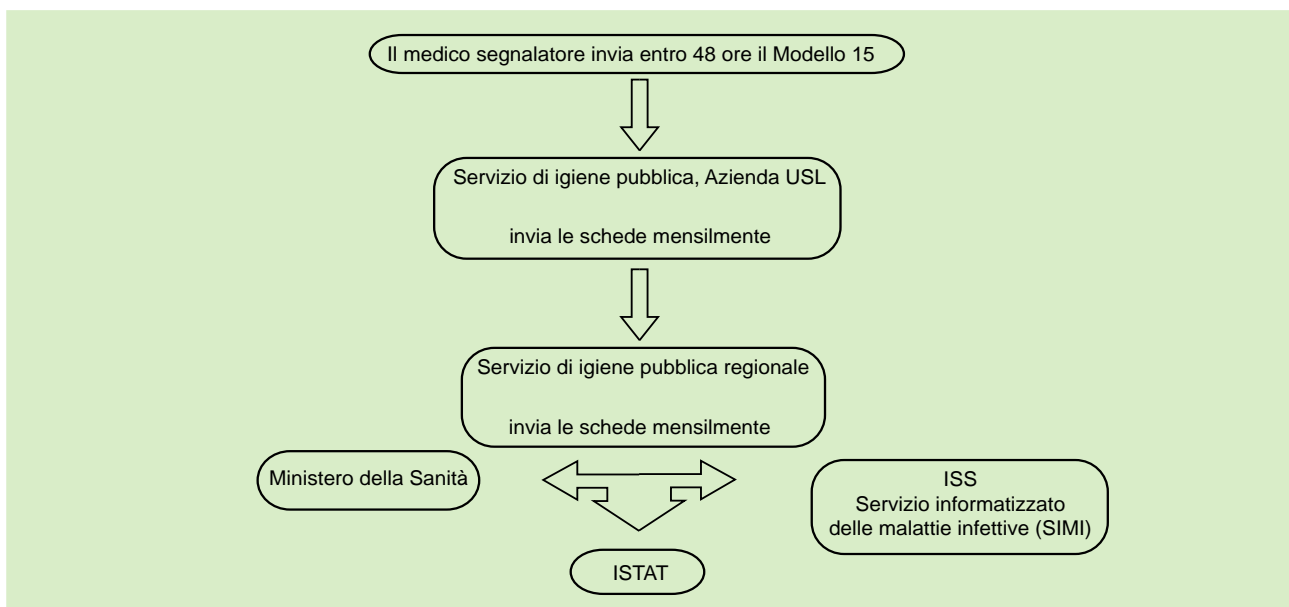 Il medico segnalatore invia entro 48 ore il Modello 15
Servizio di igiene pubblica, Azienda USL
invia le schede mensilmente
Servizio di igiene pubblica regionale
invia le schede mensilmente
Ministero della Sanità
ISS
Servizio informatizzato
delle malattie infettive (SIMI)
ISTAT